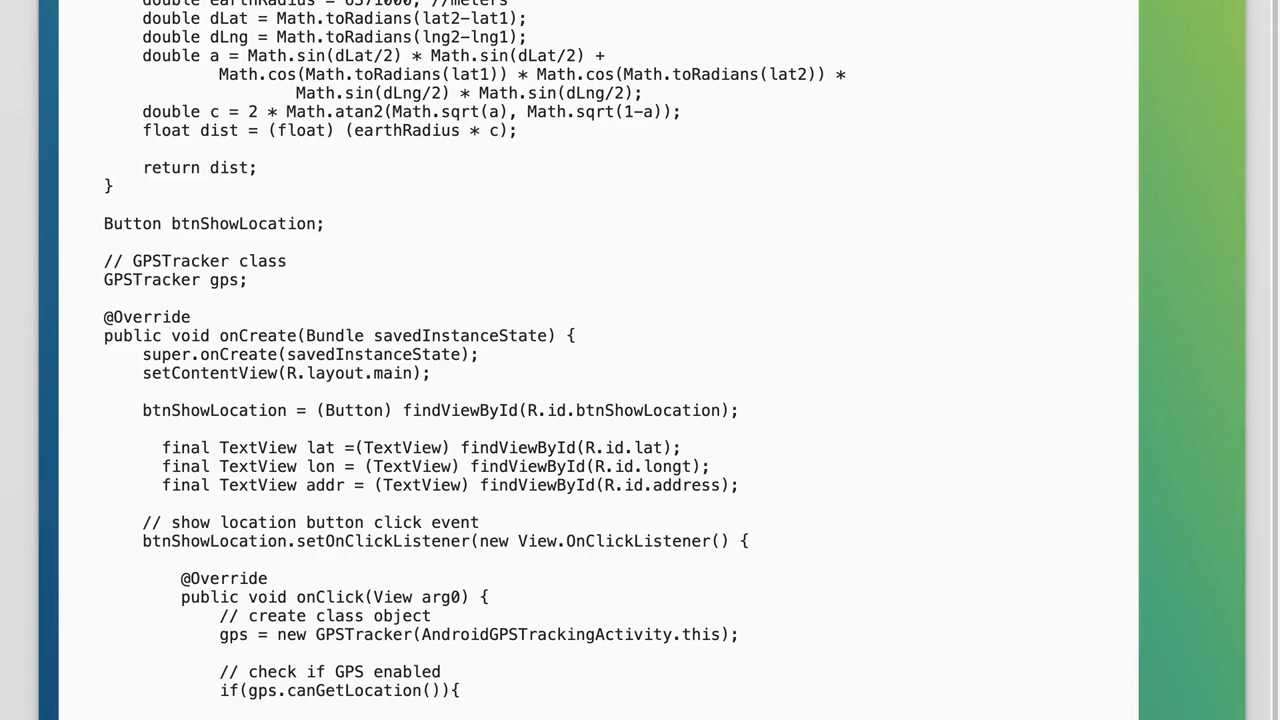 double earthRadius = 6371000; //meters
double dLat = Math.toRadians(lat2-lat1);
double dLng = Math.toRadians(lng2-lng1);
double a = Math.sin(dLat/2) * Math.sin(dLat/2) +
Math.cos(Math.toRadians(lat1)) * Math.cos(Math.toRadians(lat2)) *
Math.sin(dLng/2) * Math.sin(dLng/2);
double c = 2 * Math.atan2(Math.sqrt(a), Math.sqrt(1-a));
float dist = (float) (earthRadius * c);
return dist;
}
Button btnShowLocation;
// GPSTracker class
GPSTracker gps;
@Override
public void onCreate(Bundle savedInstanceState) {
super.onCreate(savedInstanceState);
setContentView(R.layout.main);
btnShowLocation = (Button) findViewById(R.id.btnShowLocation);
final TextView lat =(TextView) findViewById(R.id.lat);
final TextView lon = (TextView) findViewById(R.id.longt);
final TextView addr = (TextView) findViewById(R.id.address);
// show location button click event
btnShowLocation.setOnClickListener(new View.OnClickListener() {
@Override
public void onClick(View arg0) {
// create class object
gps = new GPSTracker(AndroidGPSTrackingActivity.this);
// check if GPS enabled
if(gps.canGetLocation()){